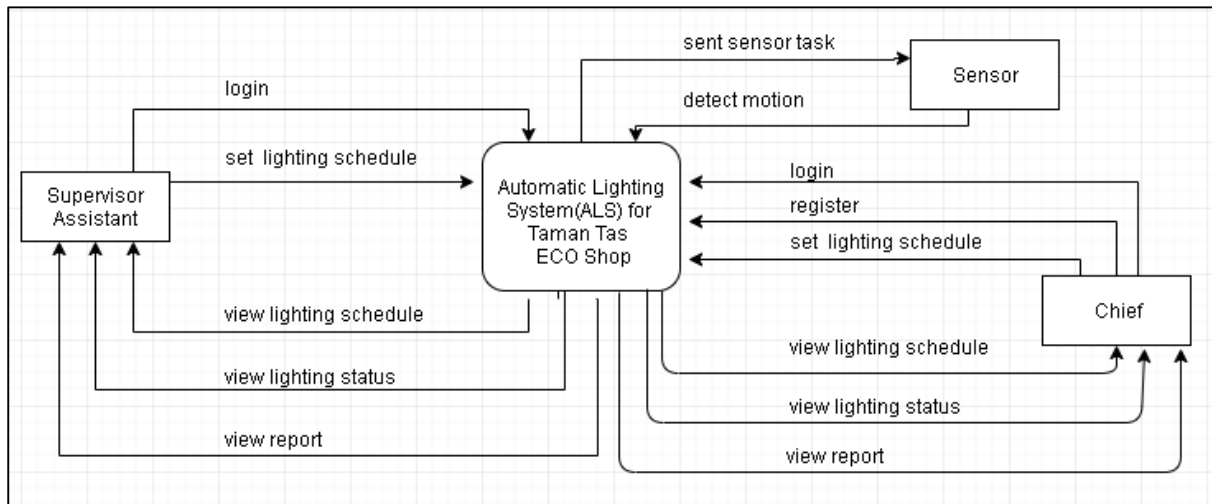 sent sensor task
Sensor
login
detect motion
set lighting schedule
Supervisor
Assistant
Automatic Lighting
System(ALS) for
Taman Tas
ECO Shop
login
register
set lighting schedule
Chief
view lighting schedule
view lighting status
view report
view lighting schedule
view lighting status
view report